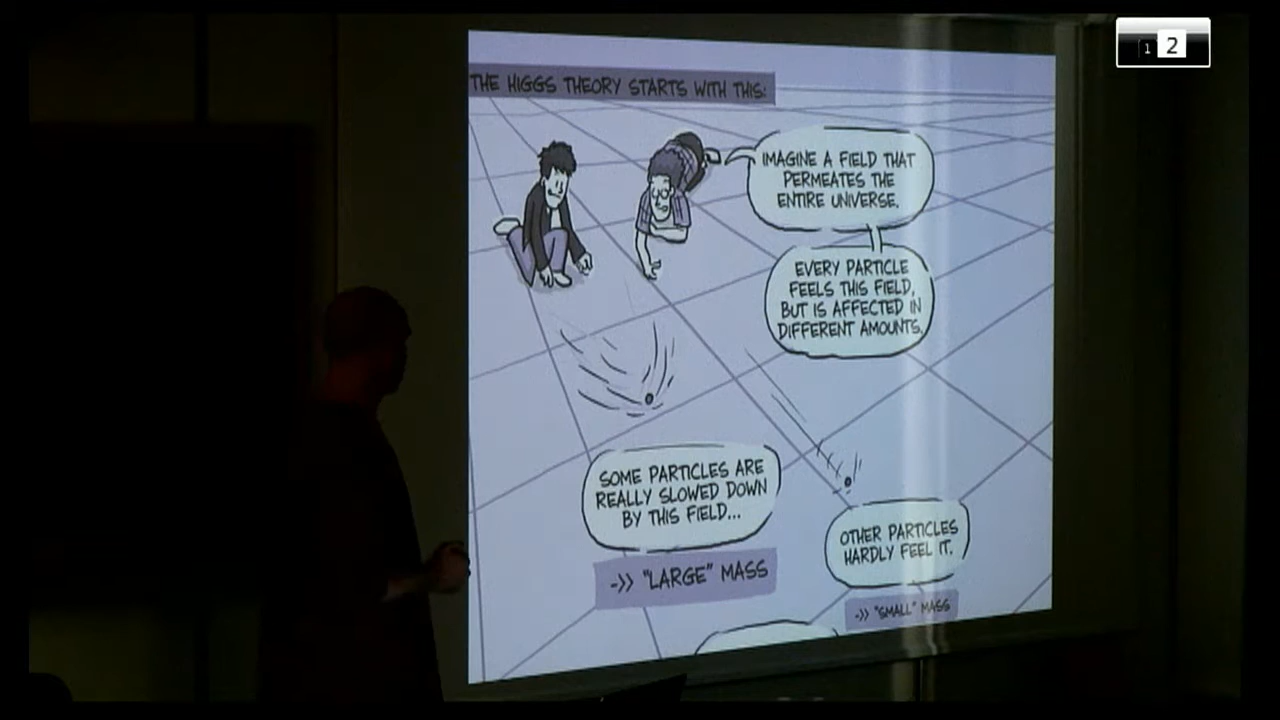 THE HIGGS THEORY STARTS WITH THIS:
IMAGINE A FIELD THAT
PERMEATES THE
ENTIRE UNIVERSE.
EVERY PARTICLE
FEELS THIS FIELD,
BUT IS AFFECTED IN
DIFFERENT AMOUNTS.
SOME PARTICLES ARE
REALLY SLOWED DOWN
BY THIS FIELD...
->> "LARGE" MASS
OTHER PARTICLES
HARDLY FEEL IT.
->> "SMALL" MASS
1 2